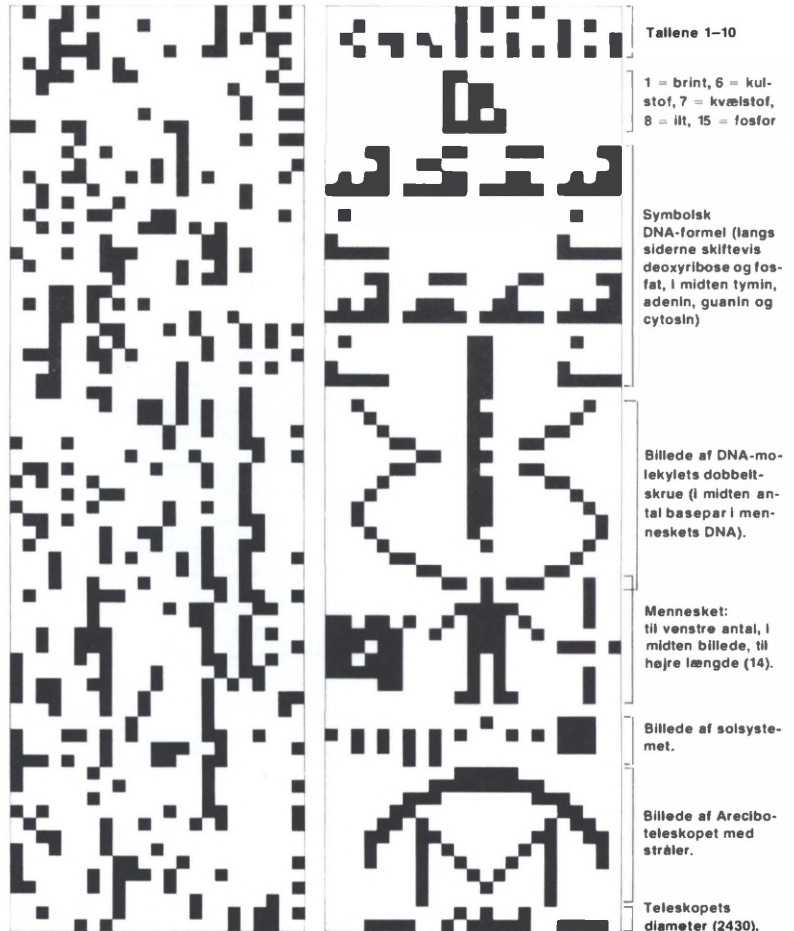 Tallene 1–10
1 = brint, 6 = kul-
stof, 7 = kvælstof,
8 = ilt, 15 = fosfor
Symbolsk
DNA-formel (langs
siderne skiftevis
deoxyribose og fos-
fat, i midten tymin,
adenin, guanin og
cytosin)
Billede af DNA-mo-
lekylets dobbelt-
skrue (i midten an-
tal basepar i men-
neskets DNA).
Mennesket:
til venstre antal, i
midten billede, til
højre længde (14).
Billede af solsyste-
met.
Billede af Arecibo-
teleskopet med
stråler.
Teleskopets
diameter (2430).